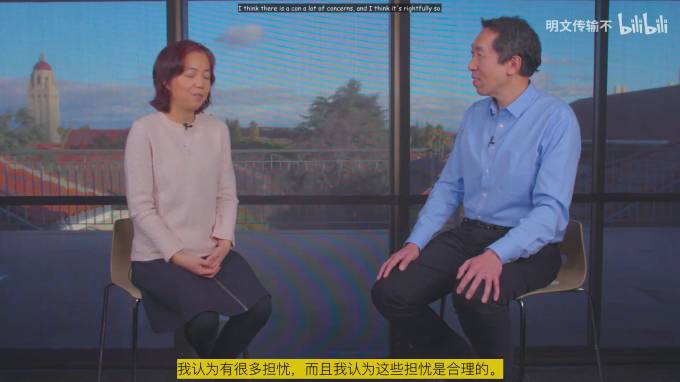 I think there is a con a lot of concerns, and I think it's rightfully so.
明文传输不 bilibili
我认为有很多担忧，而且我认为这些担忧是合理的。